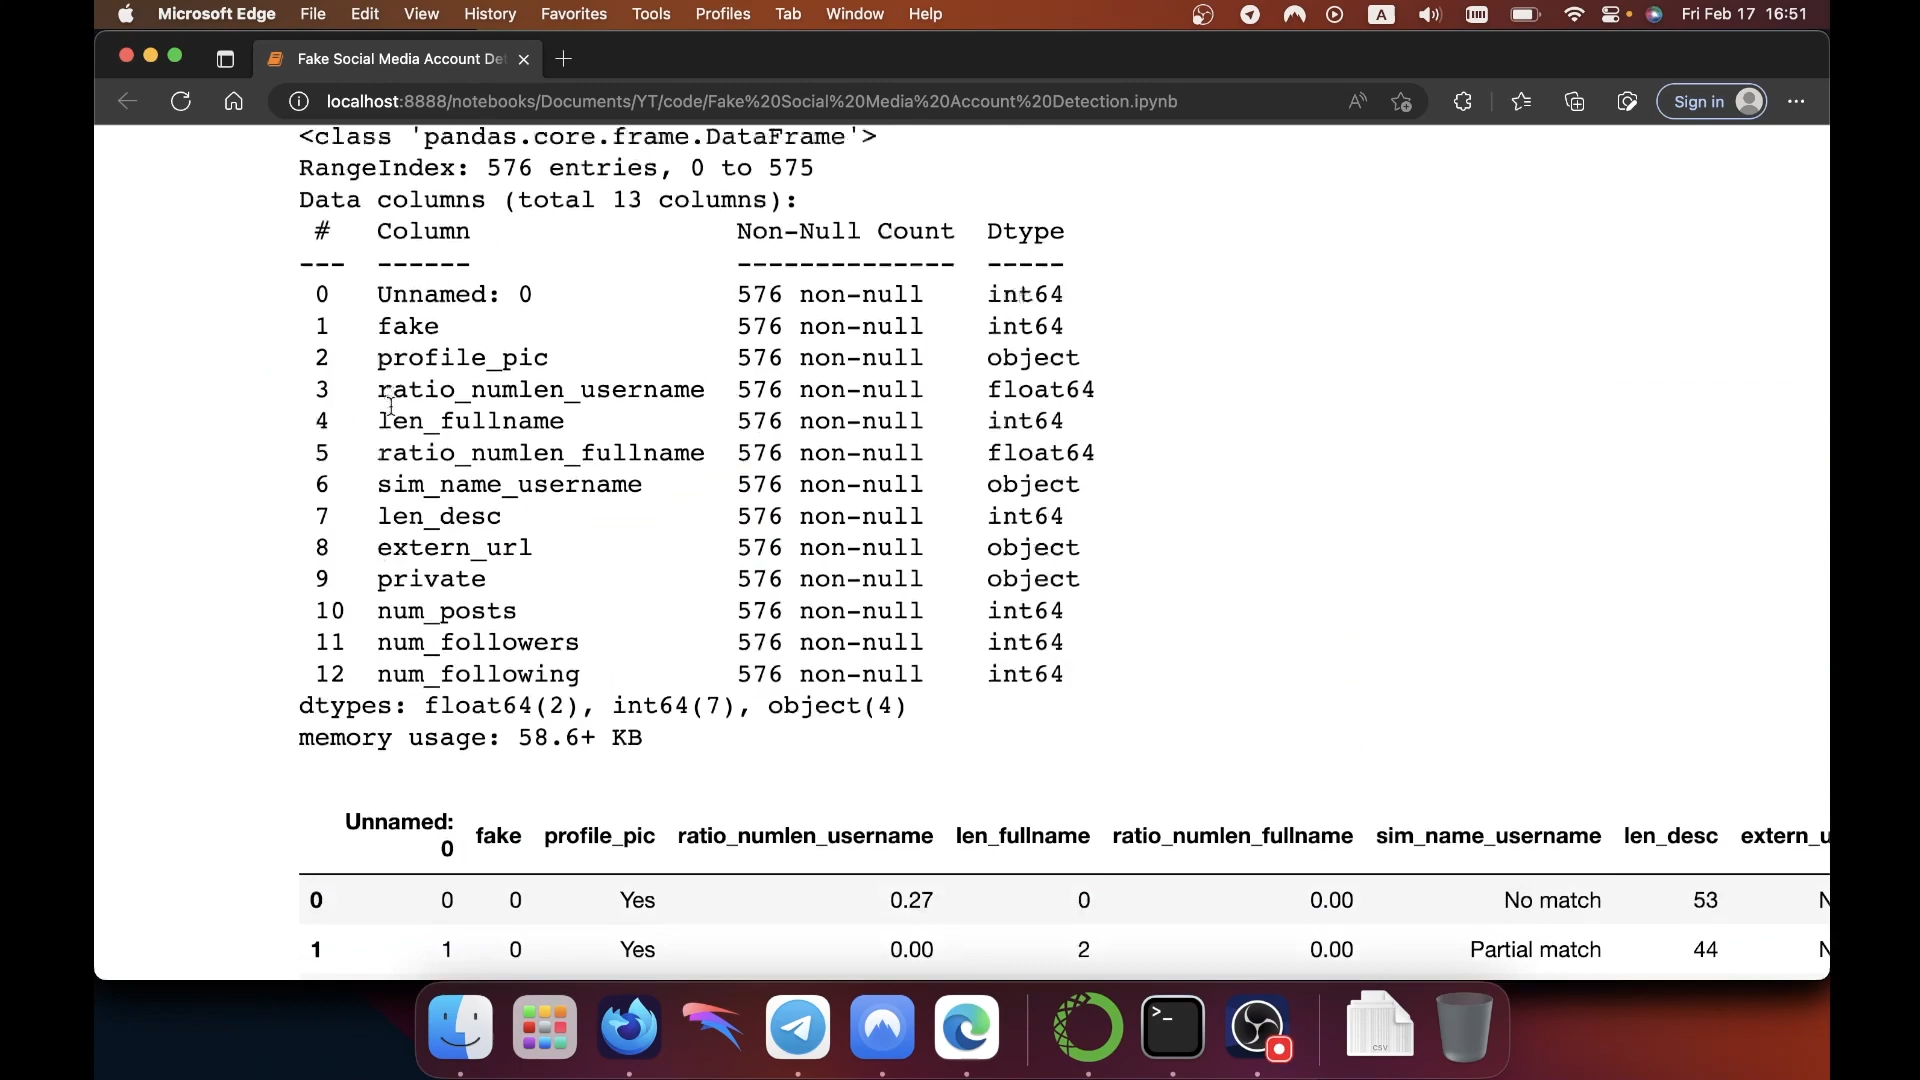 Microsoft Edge File Edit View History Favorites Tools Profiles Tab Window Help A Fri Feb 17 16:51
Fake Social Media Account De
localhost:8888/notebooks/Documents/YT/code/Fake%20Social%20Media%20Account%20Detection.ipynb Sign in
<class 'pandas.core.frame.DataFrame'>
RangeIndex: 576 entries, 0 to 575
Data columns (total 13 columns):
# Column Non-Null Count Dtype
--- ------ -------------- -----
0 Unnamed: 0 576 non-null int64
1 fake 576 non-null int64
2 profile_pic 576 non-null object
3 ratio_numlen_username 576 non-null float64
4 len_fullname 576 non-null int64
5 ratio_numlen_fullname 576 non-null float64
6 sim_name_username 576 non-null object
7 len_desc 576 non-null int64
8 extern_url 576 non-null object
9 private 576 non-null object
10 num_posts 576 non-null int64
11 num_followers 576 non-null int64
12 num_following 576 non-null int64
dtypes: float64(2), int64(7), object(4)
memory usage: 58.6+ KB
Unnamed: 0 fake profile_pic ratio_numlen_username len_fullname ratio_numlen_fullname sim_name_username len_desc extern_u
0 0 0 Yes 0.27 0 0.00 No match 53 N
1 1 0 Yes 0.00 2 0.00 Partial match 44 N
CSV